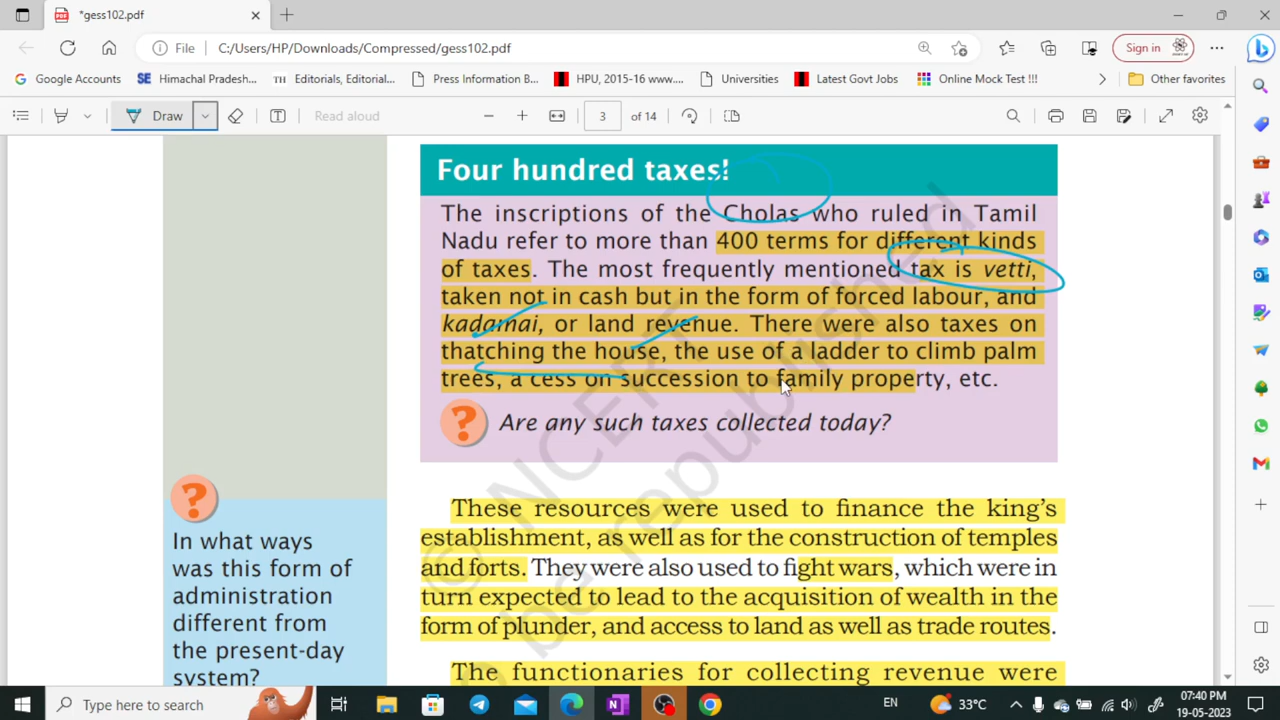 *gess102.pdf
File C:/Users/HP/Downloads/Compressed/gess102.pdf
Sign in
Google Accounts SE Himachal Pradesh... TH Editorials, Editorial... Press Information B... HPU, 2015-16 www.... Universities Latest Govt Jobs Online Mock Test !!! Other favorites
Draw Read aloud 3 of 14
Four hundred taxes!
The inscriptions of the Cholas who ruled in Tamil
Nadu refer to more than 400 terms for different kinds
of taxes. The most frequently mentioned tax is vetti,
taken not in cash but in the form of forced labour, and
kadamai, or land revenue. There were also taxes on
thatching the house, the use of a ladder to climb palm
trees, a cess on succession to family property, etc.
? Are any such taxes collected today?
?
In what ways
was this form of
administration
different from
the present-day
system?
These resources were used to finance the king's
establishment, as well as for the construction of temples
and forts. They were also used to fight wars, which were in
turn expected to lead to the acquisition of wealth in the
form of plunder, and access to land as well as trade routes.
The functionaries for collecting revenue were
© NCERT
be republished
Type here to search
EN 33°C 07:40 PM
19-05-2023